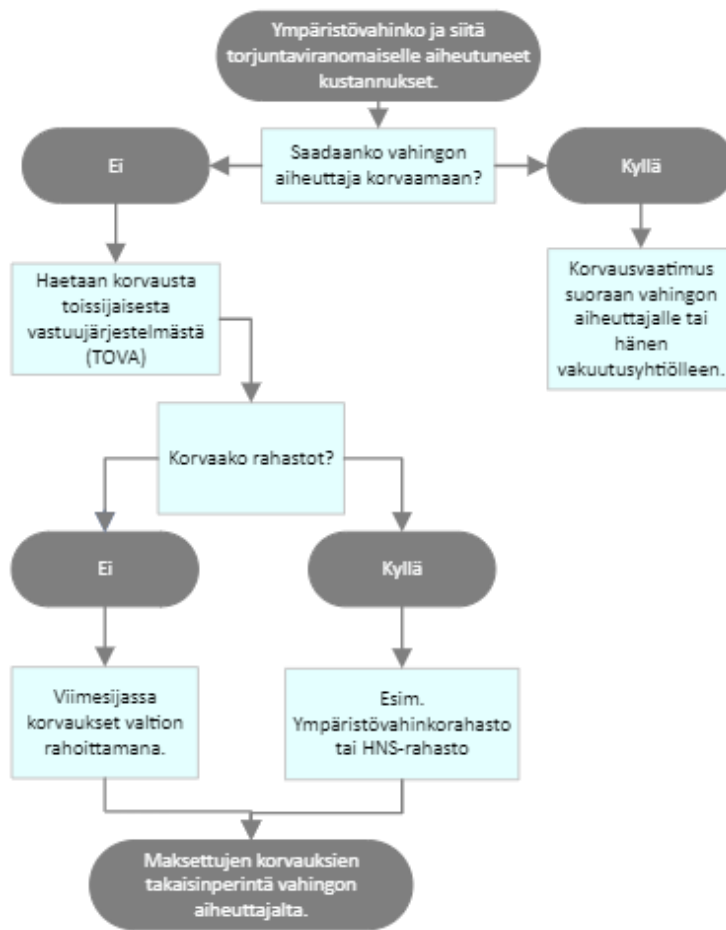 Ympäristövahinko ja siitä
torjuntaviranomaiselle aiheutuneet
kustannukset.
Saadaanko vahingon
aiheuttaja korvaamaan?
Ei
Kyllä
Haetaan korvausta
toissijaisesta
vastuujärjestelmästä
(TOVA)
Korvausvaatimus
suoraan vahingon
aiheuttajalle tai
hänen
vakuutusyhtiölleen.
Korvaako rahastot?
Ei
Kyllä
Viimesijassa
korvaukset valtion
rahoittamana.
Esim.
Ympäristövahinkorahasto
tai HNS-rahasto
Maksettujen korvauksien
takaisinperintä vahingon
aiheuttajalta.